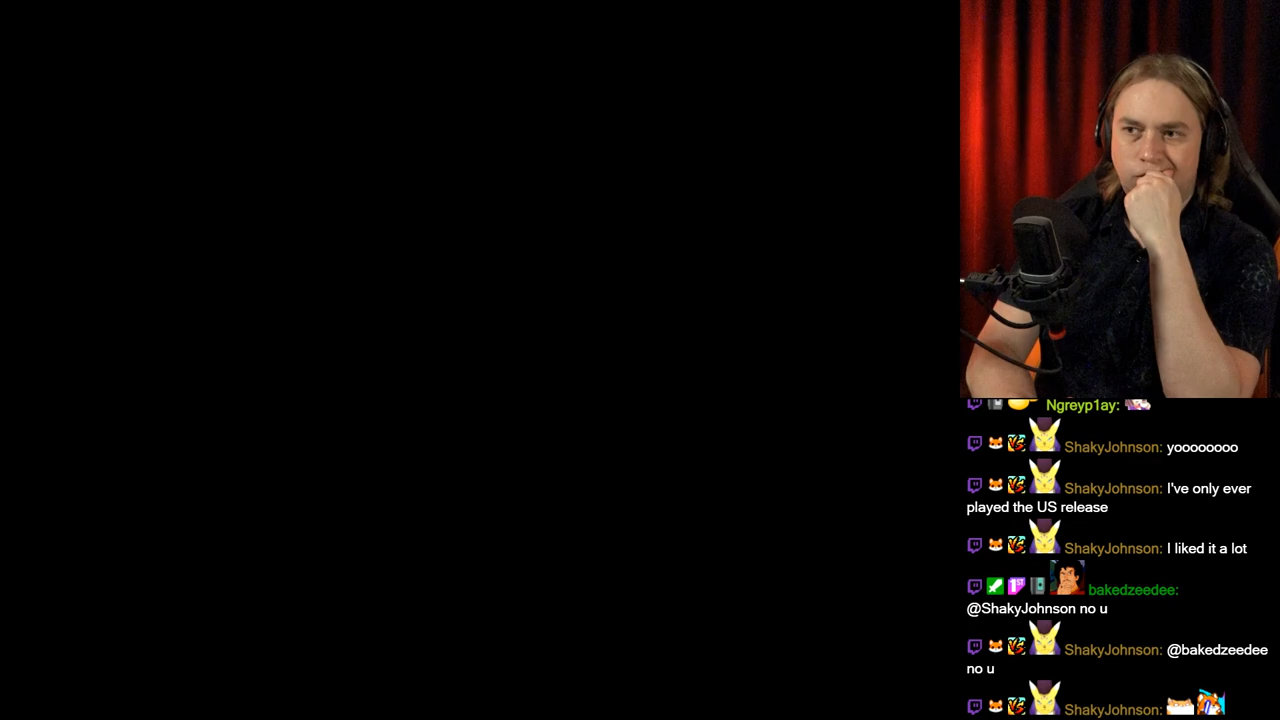 Ngreyp1ay:
ShakyJohnson: yoooooooo
ShakyJohnson: I've only ever
played the US release
ShakyJohnson: I liked it a lot
1ST bakedzeedee:
@ShakyJohnson no u
ShakyJohnson: @bakedzeedee
no u
ShakyJohnson: